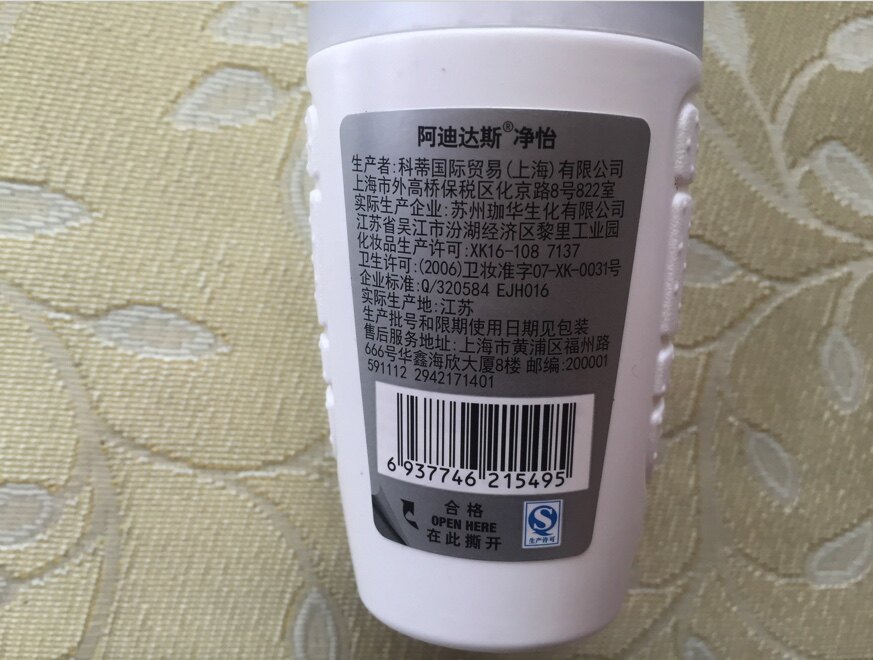 阿迪达斯®净怡
生产者:科蒂国际贸易(上海)有限公司
上海市外高桥保税区化京路8号822室
实际生产企业:苏州珈华生化有限公司
江苏省吴江市汾湖经济区黎里工业园
化妆品生产许可:XK16-108 7137
卫生许可:(2006)卫妆准字07-XK-0031号
企业标准:Q/320584 EJH016
实际生产地:江苏
生产批号和限期使用日期见包装
售后服务地址:上海市黄浦区福州路
666号华鑫海欣大厦8楼 邮编:200001
591112 2942171401
6 937746 215495
合格
OPEN HERE
在此撕开
生产许可